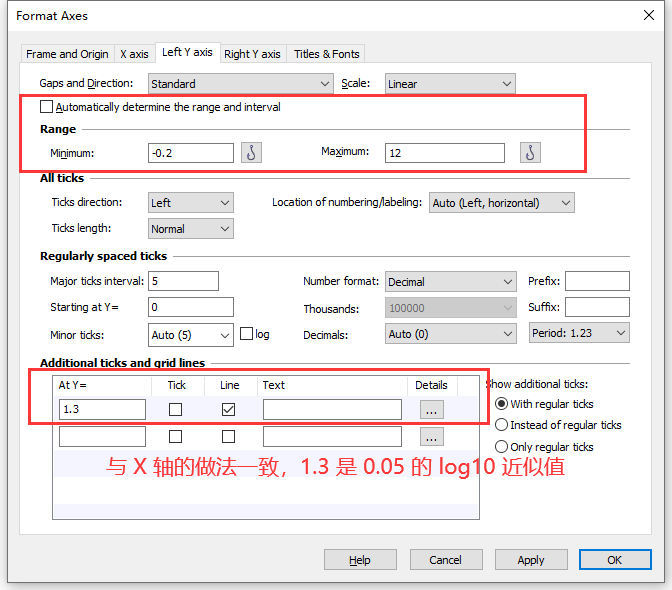 Format Axes
Frame and Origin X axis Left Y axis Right Y axis Titles & Fonts
Gaps and Direction: Standard Scale: Linear
Automatically determine the range and interval
Range
Minimum: -0.2 Maximum: 12
All ticks
Ticks direction: Left Location of numbering/labeling: Auto (Left, horizontal)
Ticks length: Normal
Regularly spaced ticks
Major ticks interval: 5 Number format: Decimal Prefix:
Starting at Y= 0 Thousands: 100000 Suffix:
Minor ticks: Auto (5) log Decimals: Auto (0) Period: 1.23
Additional ticks and grid lines
At Y= Tick Line Text Details Show additional ticks:
1.3 ... With regular ticks
... Instead of regular ticks
Only regular ticks
与 X 轴的做法一致，1.3 是 0.05 的 log10 近似值
Help Cancel Apply OK